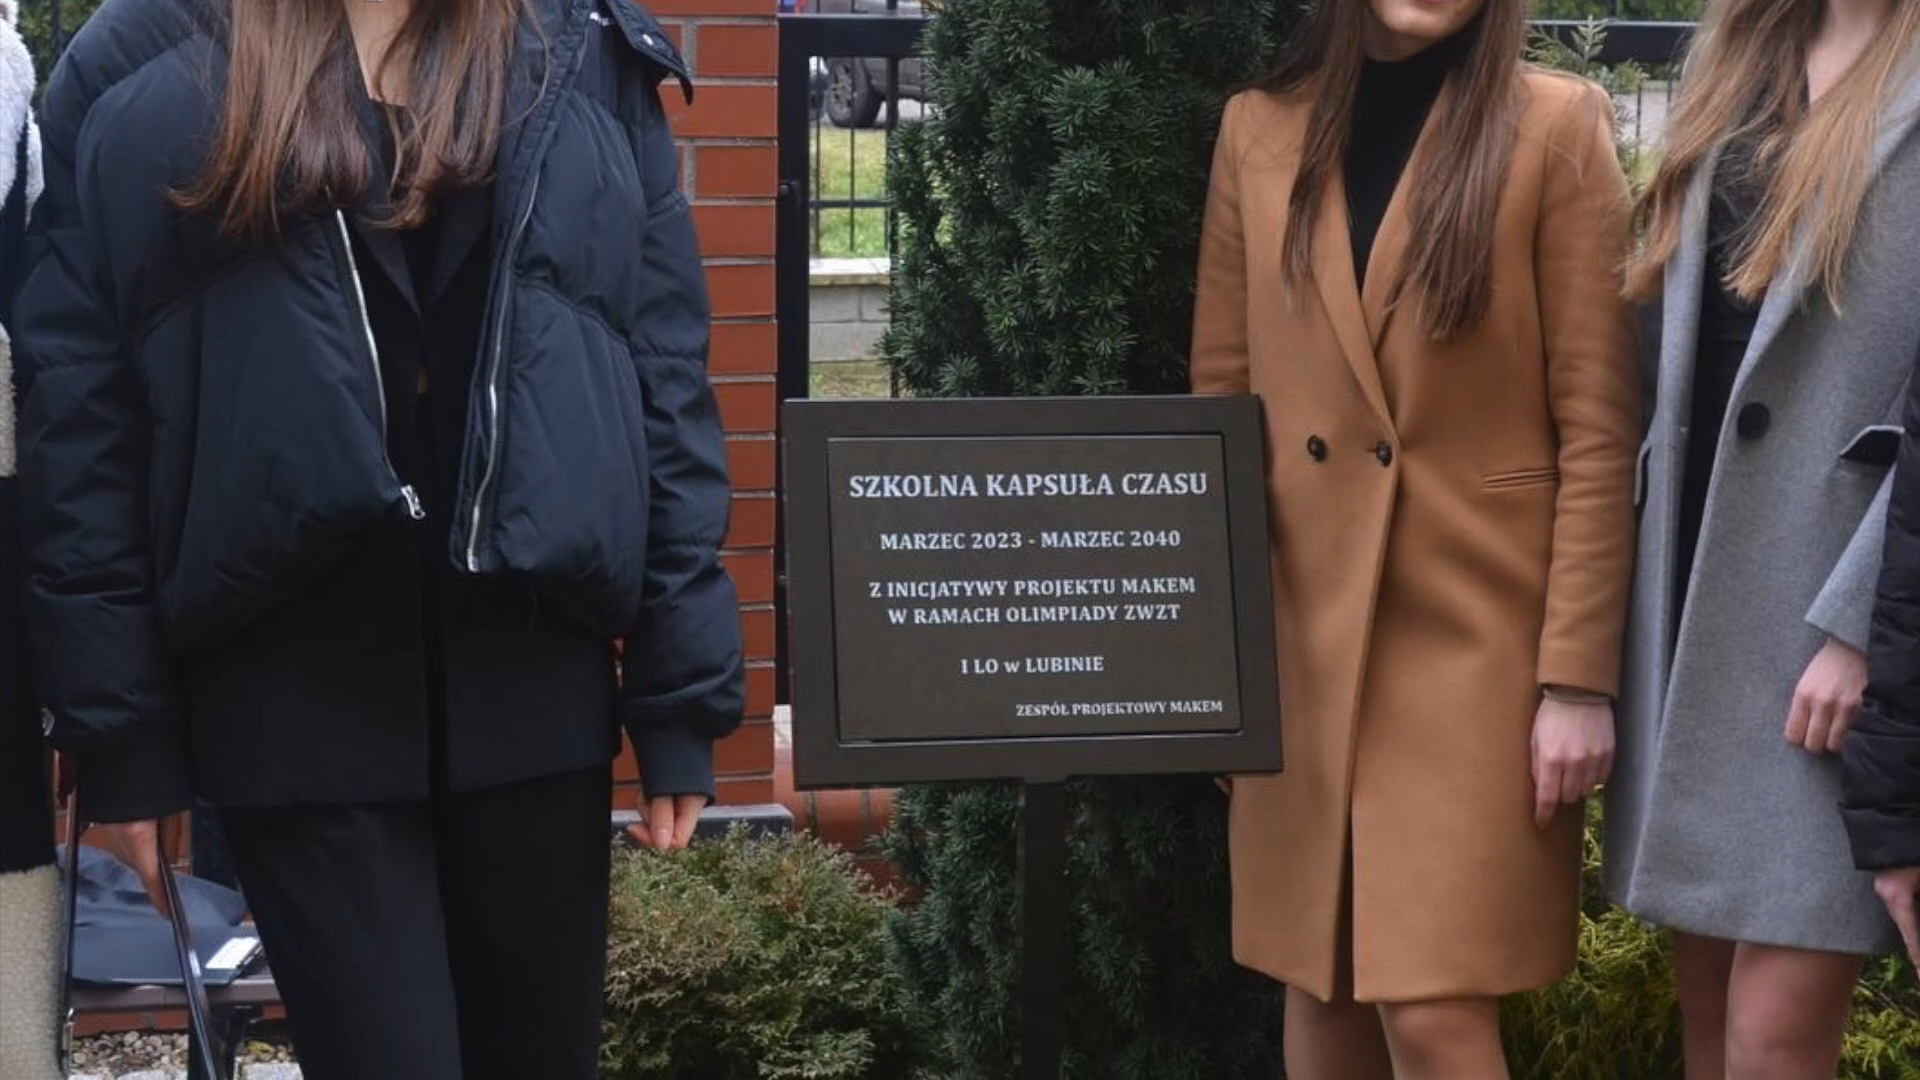 SZKOLNA KAPSUŁA CZASU
MARZEC 2023 - MARZEC 2040
Z INICJATYWY PROJEKTU MAKEM
W RAMACH OLIMPIADY ZWZT
I LO w LUBINIE
ZESPÓŁ PROJEKTOWY MAKEM